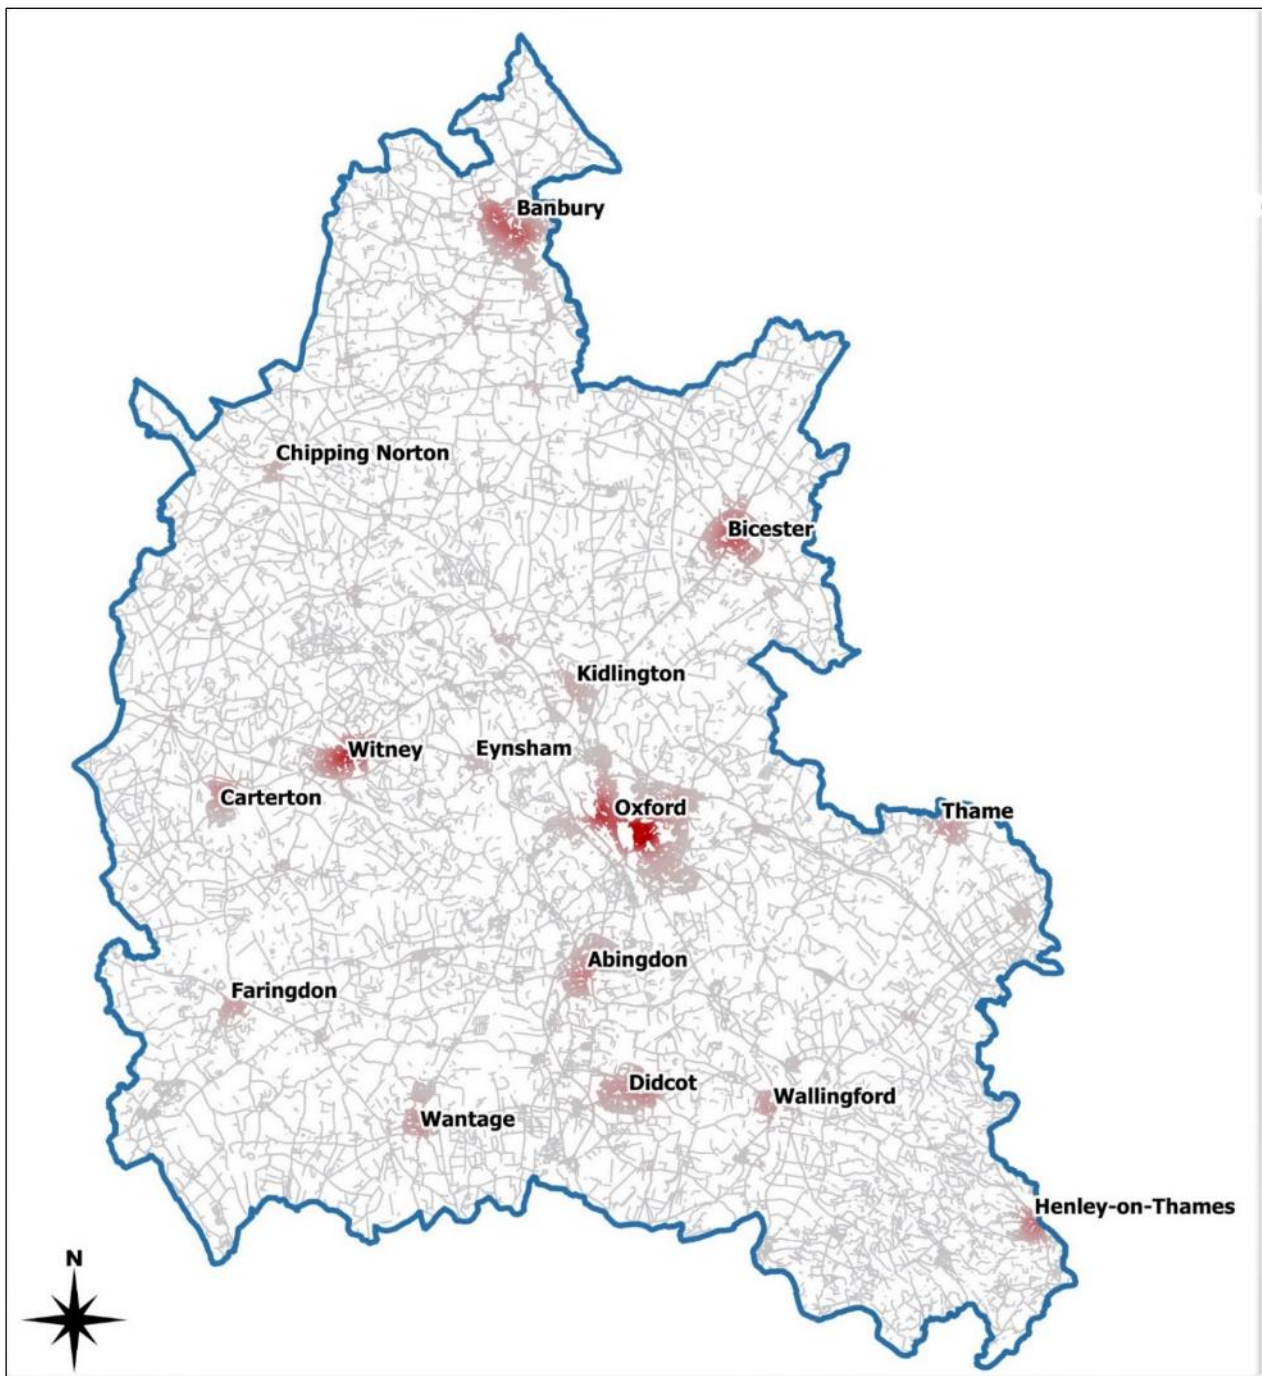 Banbury
Chipping Norton
Bicester
Kidlington
Witney
Eynsham
Carterton
Oxford
Thame
Abingdon
Faringdon
Didcot
Wallingford
Wantage
Henley-on-Thames
N